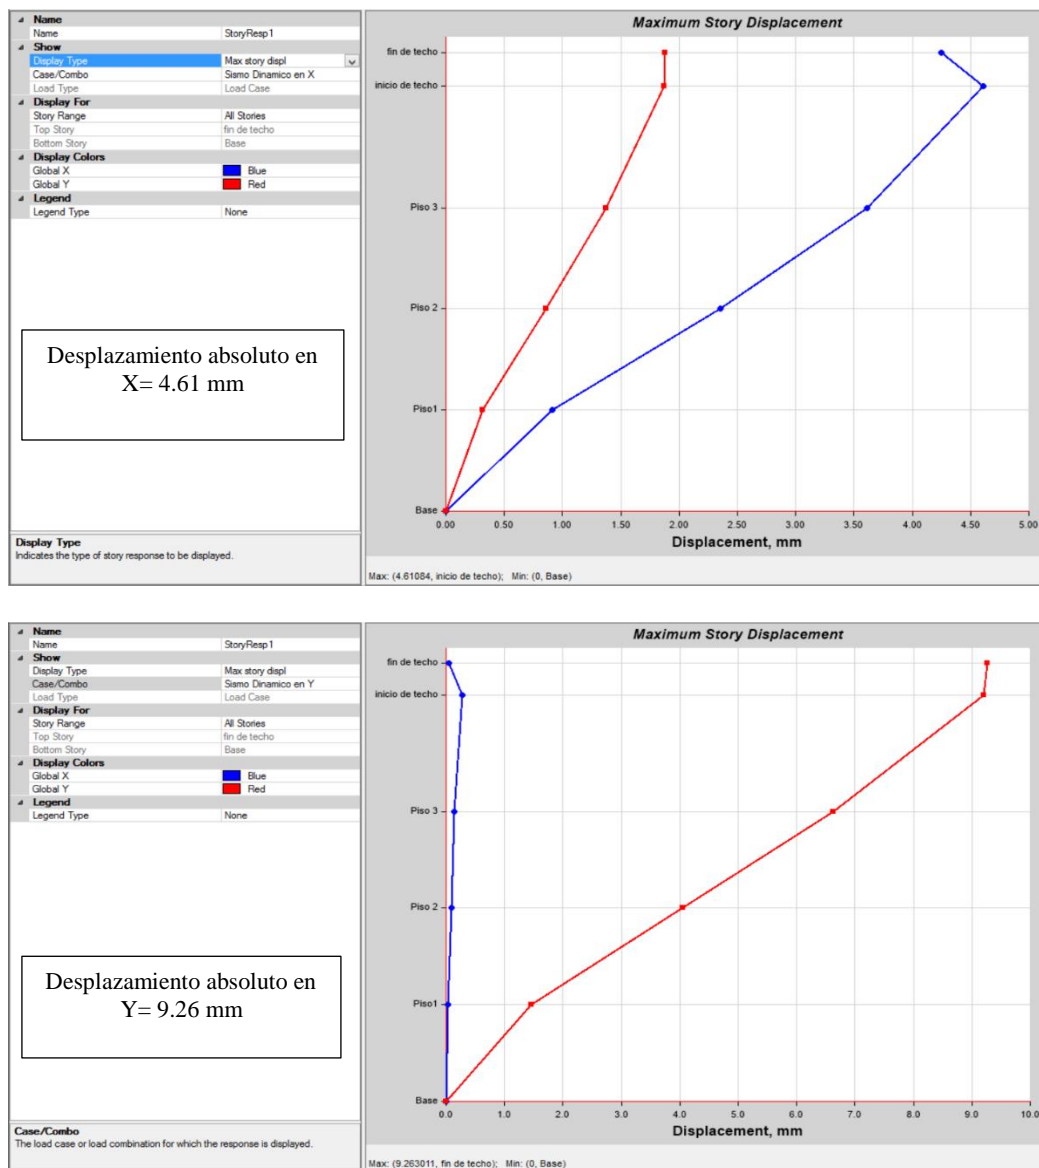 Name
Name StoryResp1
Show
Display Type Max story displ
Case/Combo Sismo Dinamico en X
Load Type Load Case
Display For
Story Range All Stories
Top Story fin de techo
Bottom Story Base
Display Colors
Global X Blue
Global Y Red
Legend
Legend Type None
Desplazamiento absoluto en
X= 4.61 mm
Display Type
Indicates the type of story response to be displayed.
Maximum Story Displacement
fin de techo
inicio de techo
Piso 3
Piso 2
Piso1
Base
0.00 0.50 1.00 1.50 2.00 2.50 3.00 3.50 4.00 4.50 5.00
Displacement, mm
Max: (4.61084, inicio de techo); Min: (0, Base)
Name
Name StoryResp1
Show
Display Type Max story displ
Case/Combo Sismo Dinamico en Y
Load Type Load Case
Display For
Story Range All Stories
Top Story fin de techo
Bottom Story Base
Display Colors
Global X Blue
Global Y Red
Legend
Legend Type None
Desplazamiento absoluto en
Y= 9.26 mm
Case/Combo
The load case or load combination for which the response is displayed.
Maximum Story Displacement
fin de techo
inicio de techo
Piso 3
Piso 2
Piso1
Base
0.0 1.0 2.0 3.0 4.0 5.0 6.0 7.0 8.0 9.0 10.0
Displacement, mm
Max: (9.263011, fin de techo); Min: (0, Base)